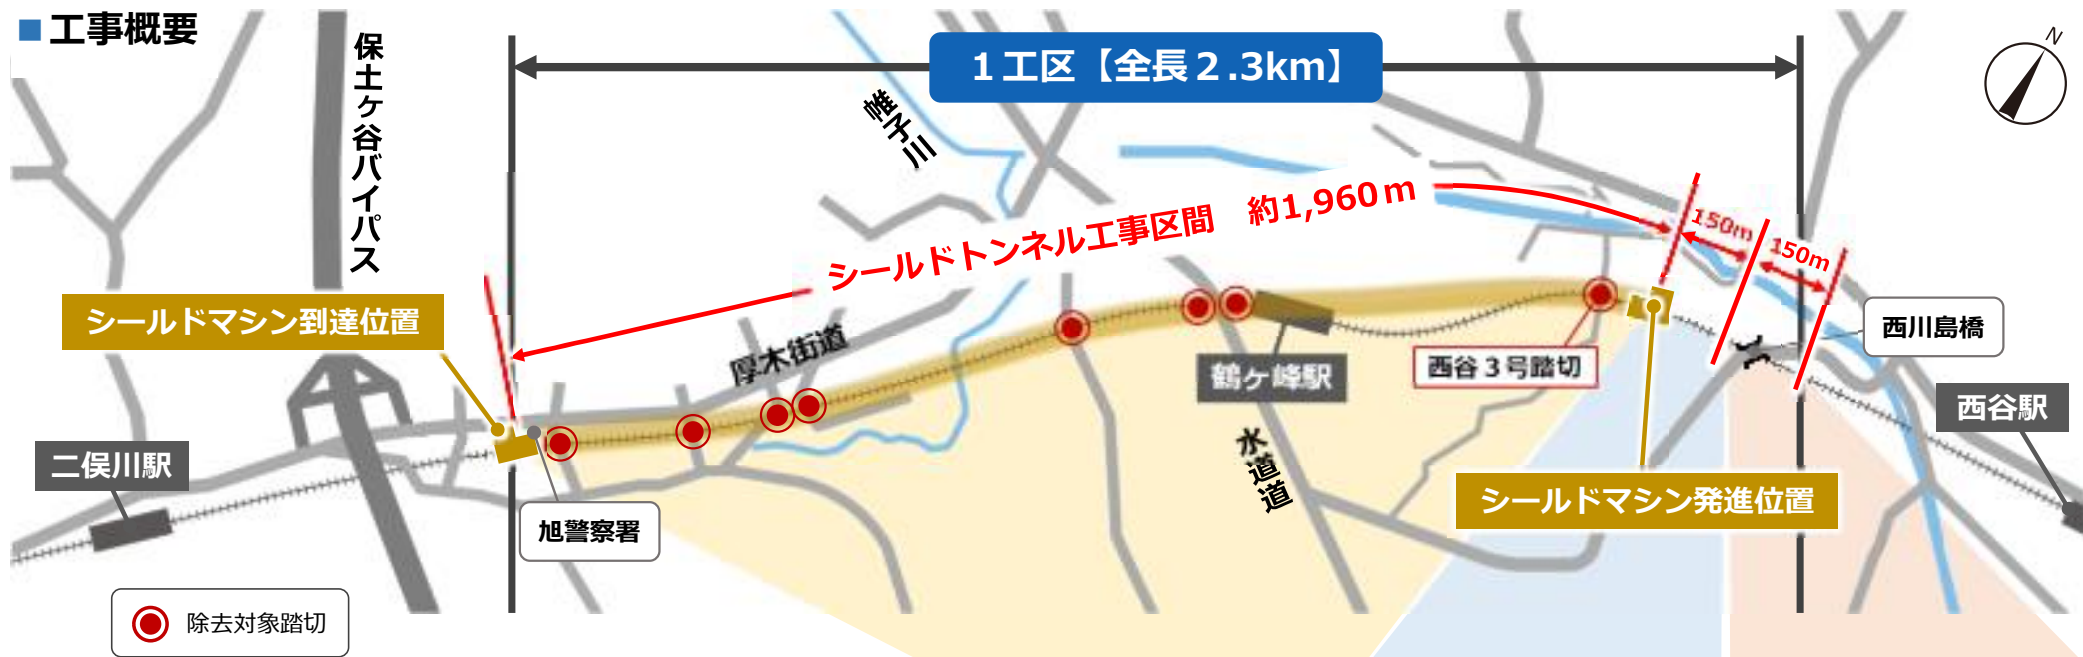 ■工事概要
N
保土ヶ谷バイパス
１工区【全長２.3km】
帷子川
シールドトンネル工事区間　約1,960ｍ
150m
150m
シールドマシン到達位置
厚木街道
鶴ヶ峰駅
西谷３号踏切
西川島橋
西谷駅
二俣川駅
水道道
シールドマシン発進位置
旭警察署
除去対象踏切